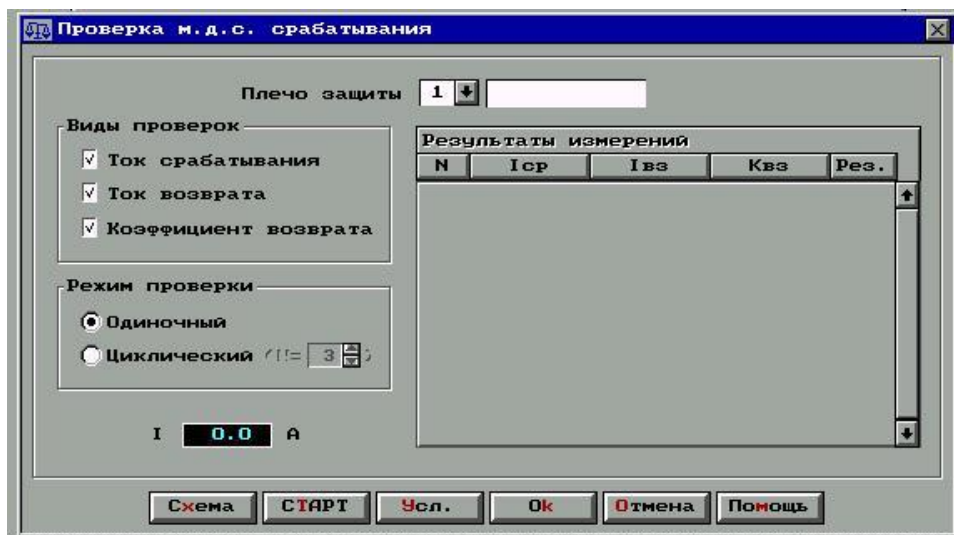 Проверка м.д.с. срабатывания
Плечо защиты 1
Виды проверок
Ток срабатывания
Ток возврата
Коэффициент возврата
Режим проверки
Одиночный
Циклический 3
I 0.0 A
Результаты измерений
N Iср Iвз Kвз Рез.
Схема СТАРТ Усл. Ok Отмена Помощь